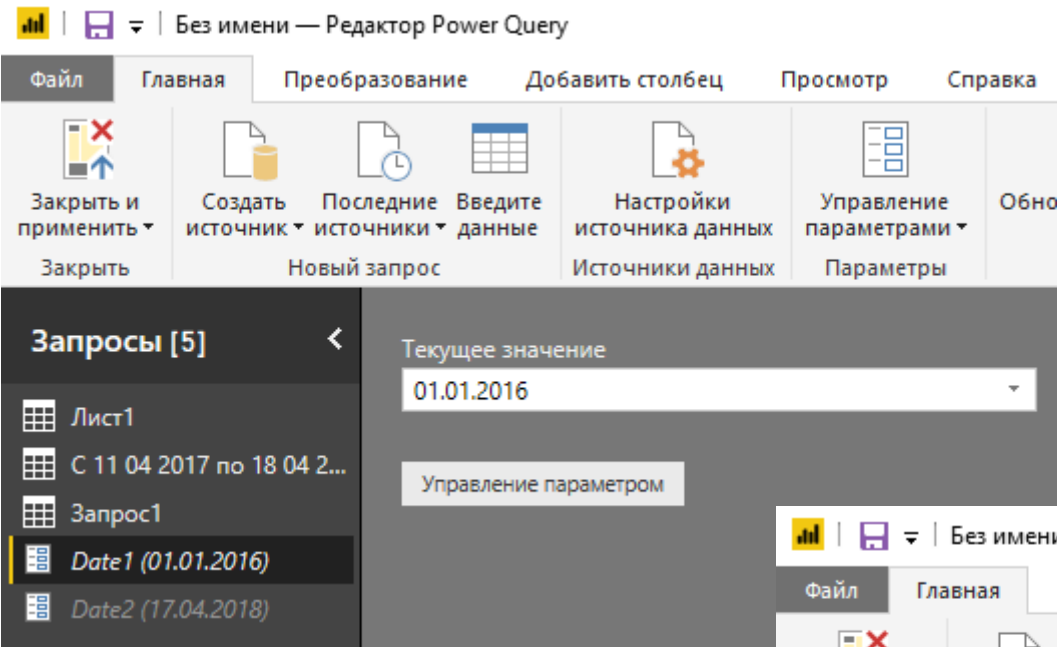 Без имени — Редактор Power Query
Файл Главная Преобразование Добавить столбец Просмотр Справка
Закрыть и применить
Создать источник
Последние источники
Введите данные
Настройки источника данных
Управление параметрами
Закрыть Новый запрос Источники данных Параметры
Запросы [5]
Лист1
С 11 04 2017 по 18 04 2...
Запрос1
Date1 (01.01.2016)
Date2 (17.04.2018)
Текущее значение
01.01.2016
Управление параметром
Без имени
Файл Главная